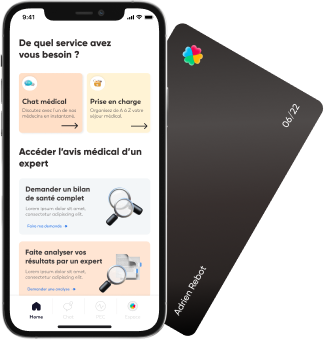 9:41
De quel service avez
vous besoin ?
Chat médical
Discutez avec l'un de nos
médecins en instantané.
Prise en charge
Organisez de A à Z votre
séjour médical.
Accéder l'avis médical d'un
expert
Demander un bilan
de santé complet
Lorem ipsum dolor sit amet,
consectetur adipiscing elit.
Faire ma demande
Faite analyser vos
résultats par un expert
Lorem ipsum dolor sit amet,
consectetur adipiscing elit.
Demander une analyse
Home
06/22
Adrien Rebot